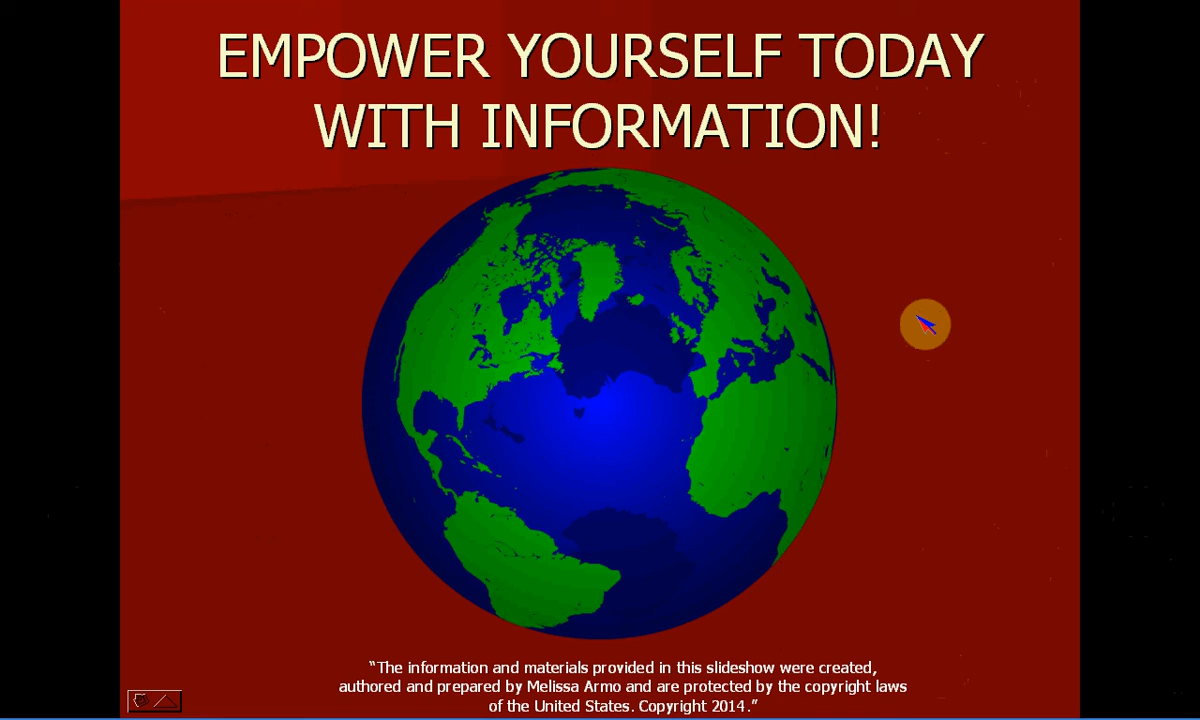 EMPOWER YOURSELF TODAY
WITH INFORMATION!
“The information and materials provided in this slideshow were created,
authored and prepared by Melissa Armo and are protected by the copyright laws
of the United States. Copyright 2014.”